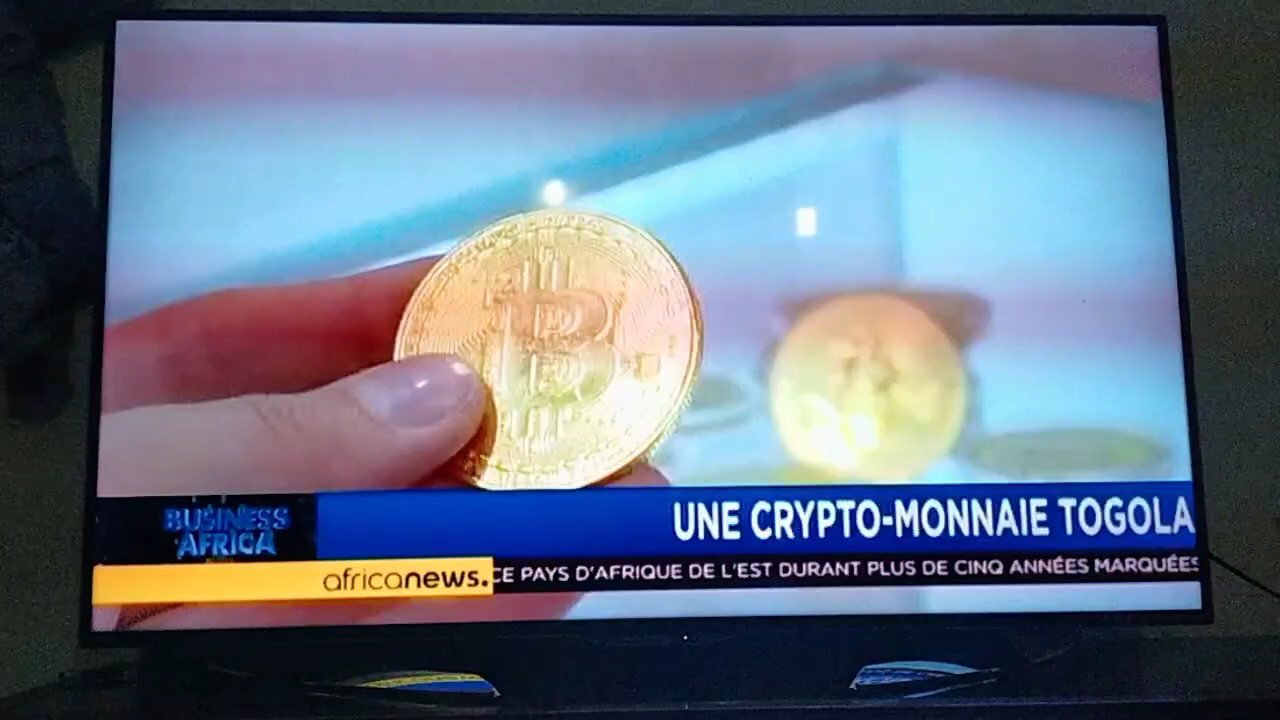 UNE CRYPTO-MONNAIE TOGOLA
BUSINESS
AFRICA
africanews.
CE PAYS D'AFRIQUE DE L'EST DURANT PLUS DE CINQ ANNÉES MARQUÉES